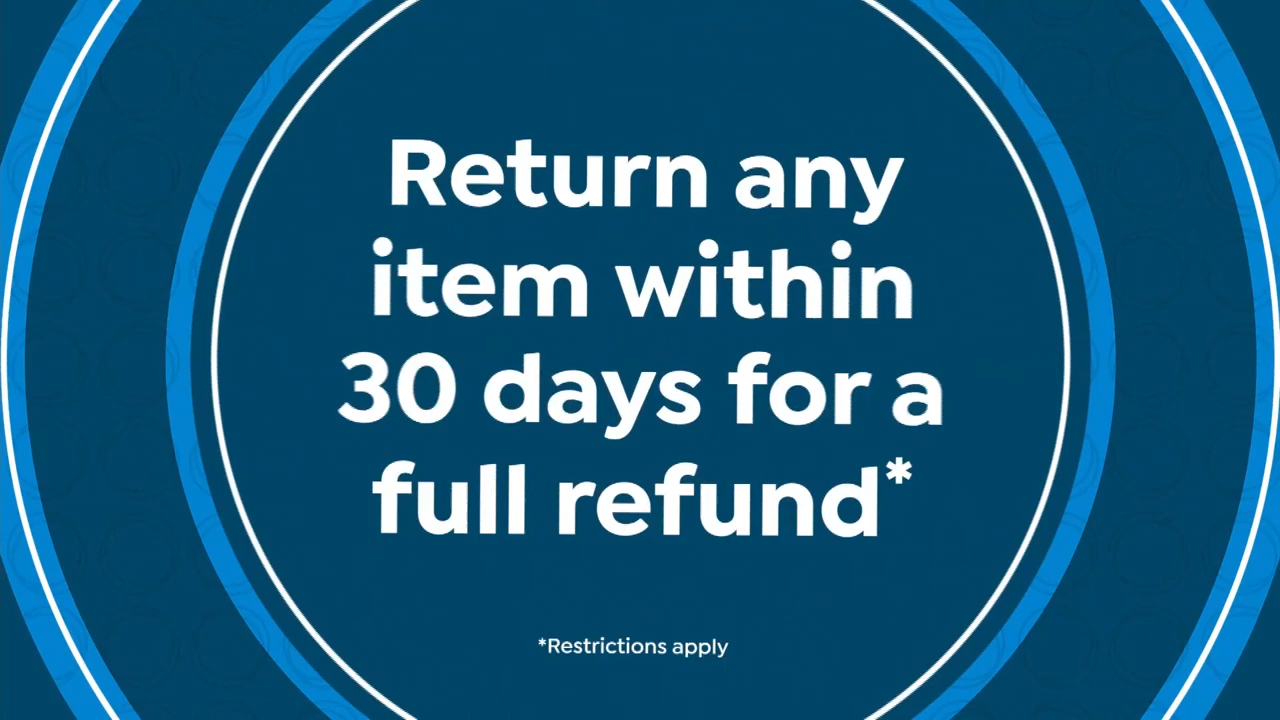 Return any
item within
30 days for a
full refund*
*Restrictions apply